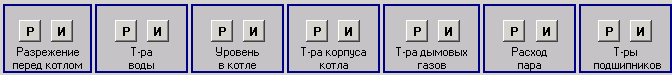 Р И Р И Р И Р И Р И Р И Р И
Разрежение Т-ра Уровень Т-ра корпуса Т-ра дымовых Расход Т-ры
перед котлом воды в котле котла газов пара подшипников